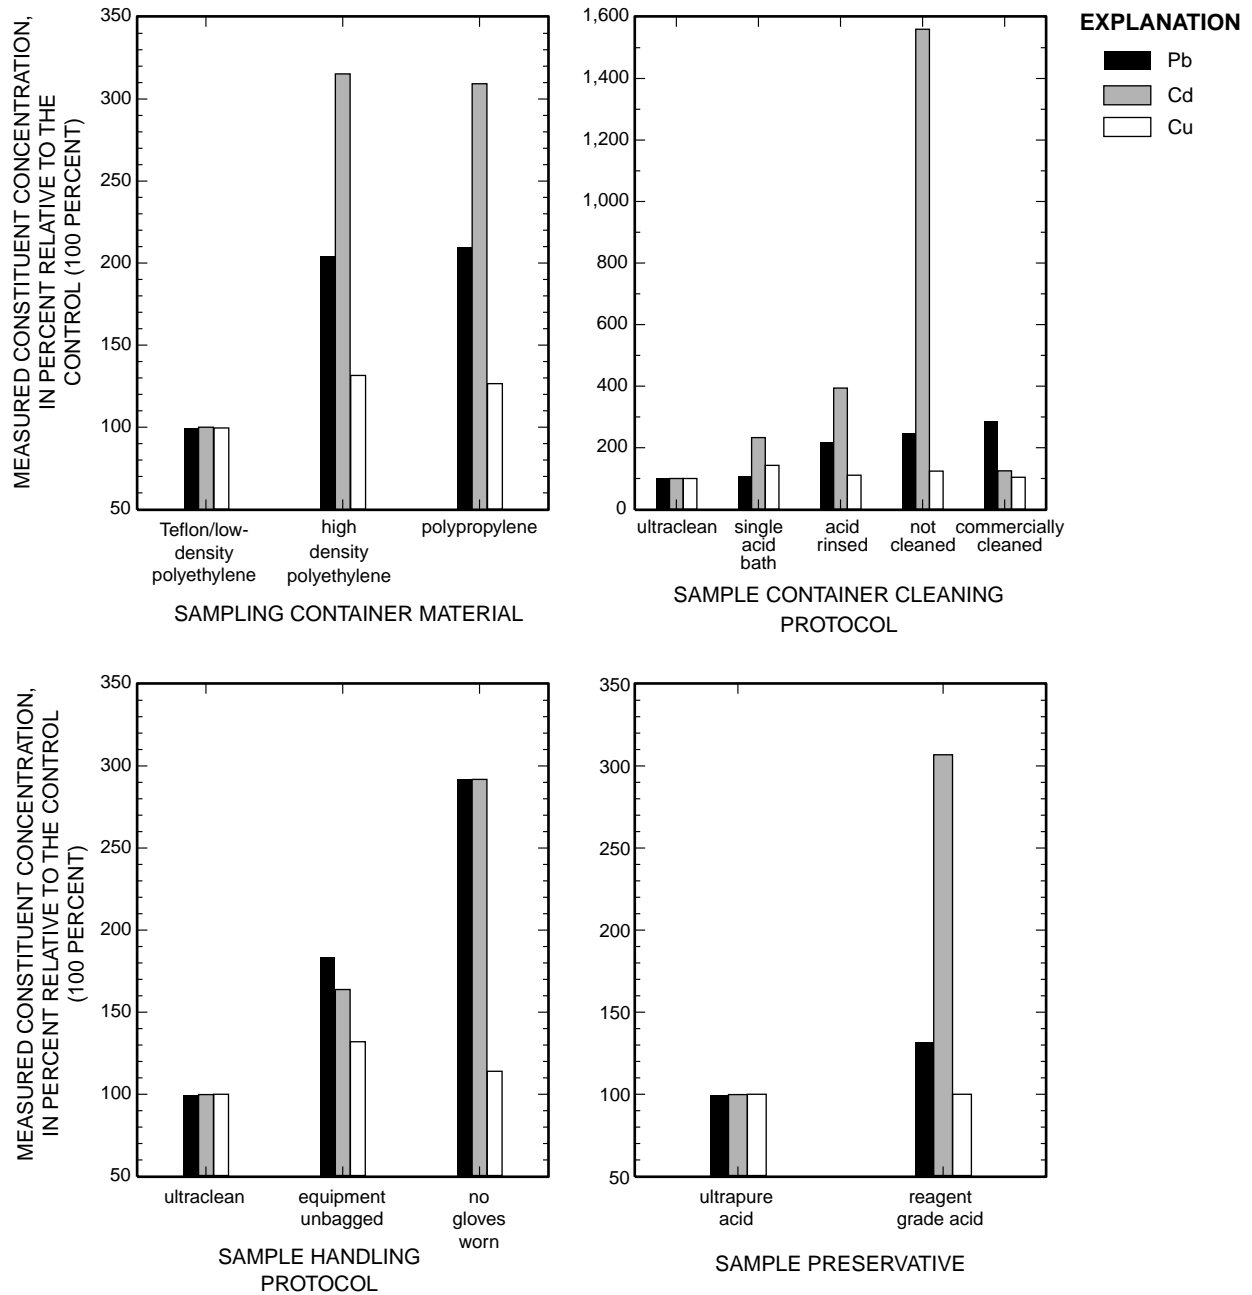 MEASURED CONSTITUENT CONCENTRATION,
IN PERCENT RELATIVE TO THE
CONTROL (100 PERCENT)
350
300
250
200
150
100
50
Teflon/low-
density
polyethylene
high
density
polyethylene
polypropylene
SAMPLING CONTAINER MATERIAL
1,600
1,400
1,200
1,000
800
600
400
200
0
ultraclean
single
acid
bath
acid
rinsed
not
cleaned
commercially
cleaned
SAMPLE CONTAINER CLEANING
PROTOCOL
EXPLANATION
Pb
Cd
Cu
MEASURED CONSTITUENT CONCENTRATION,
IN PERCENT RELATIVE TO THE CONTROL
(100 PERCENT)
350
300
250
200
150
100
50
ultraclean
equipment
unbagged
no
gloves
worn
SAMPLE HANDLING
PROTOCOL
350
300
250
200
150
100
50
ultrapure
acid
reagent
grade acid
SAMPLE PRESERVATIVE